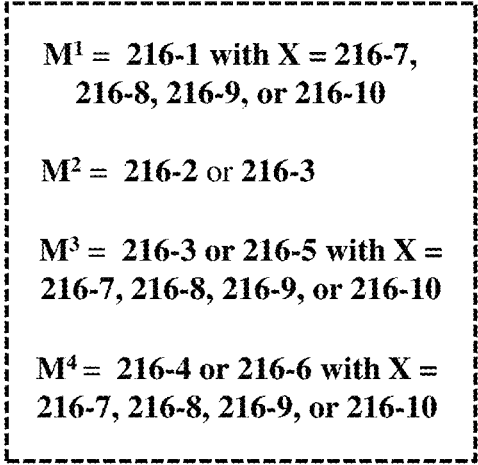 M¹ = 216-1 with X = 216-7,
216-8, 216-9, or 216-10
M² = 216-2 or 216-3
M³ = 216-3 or 216-5 with X =
216-7, 216-8, 216-9, or 216-10
M⁴ = 216-4 or 216-6 with X =
216-7, 216-8, 216-9, or 216-10